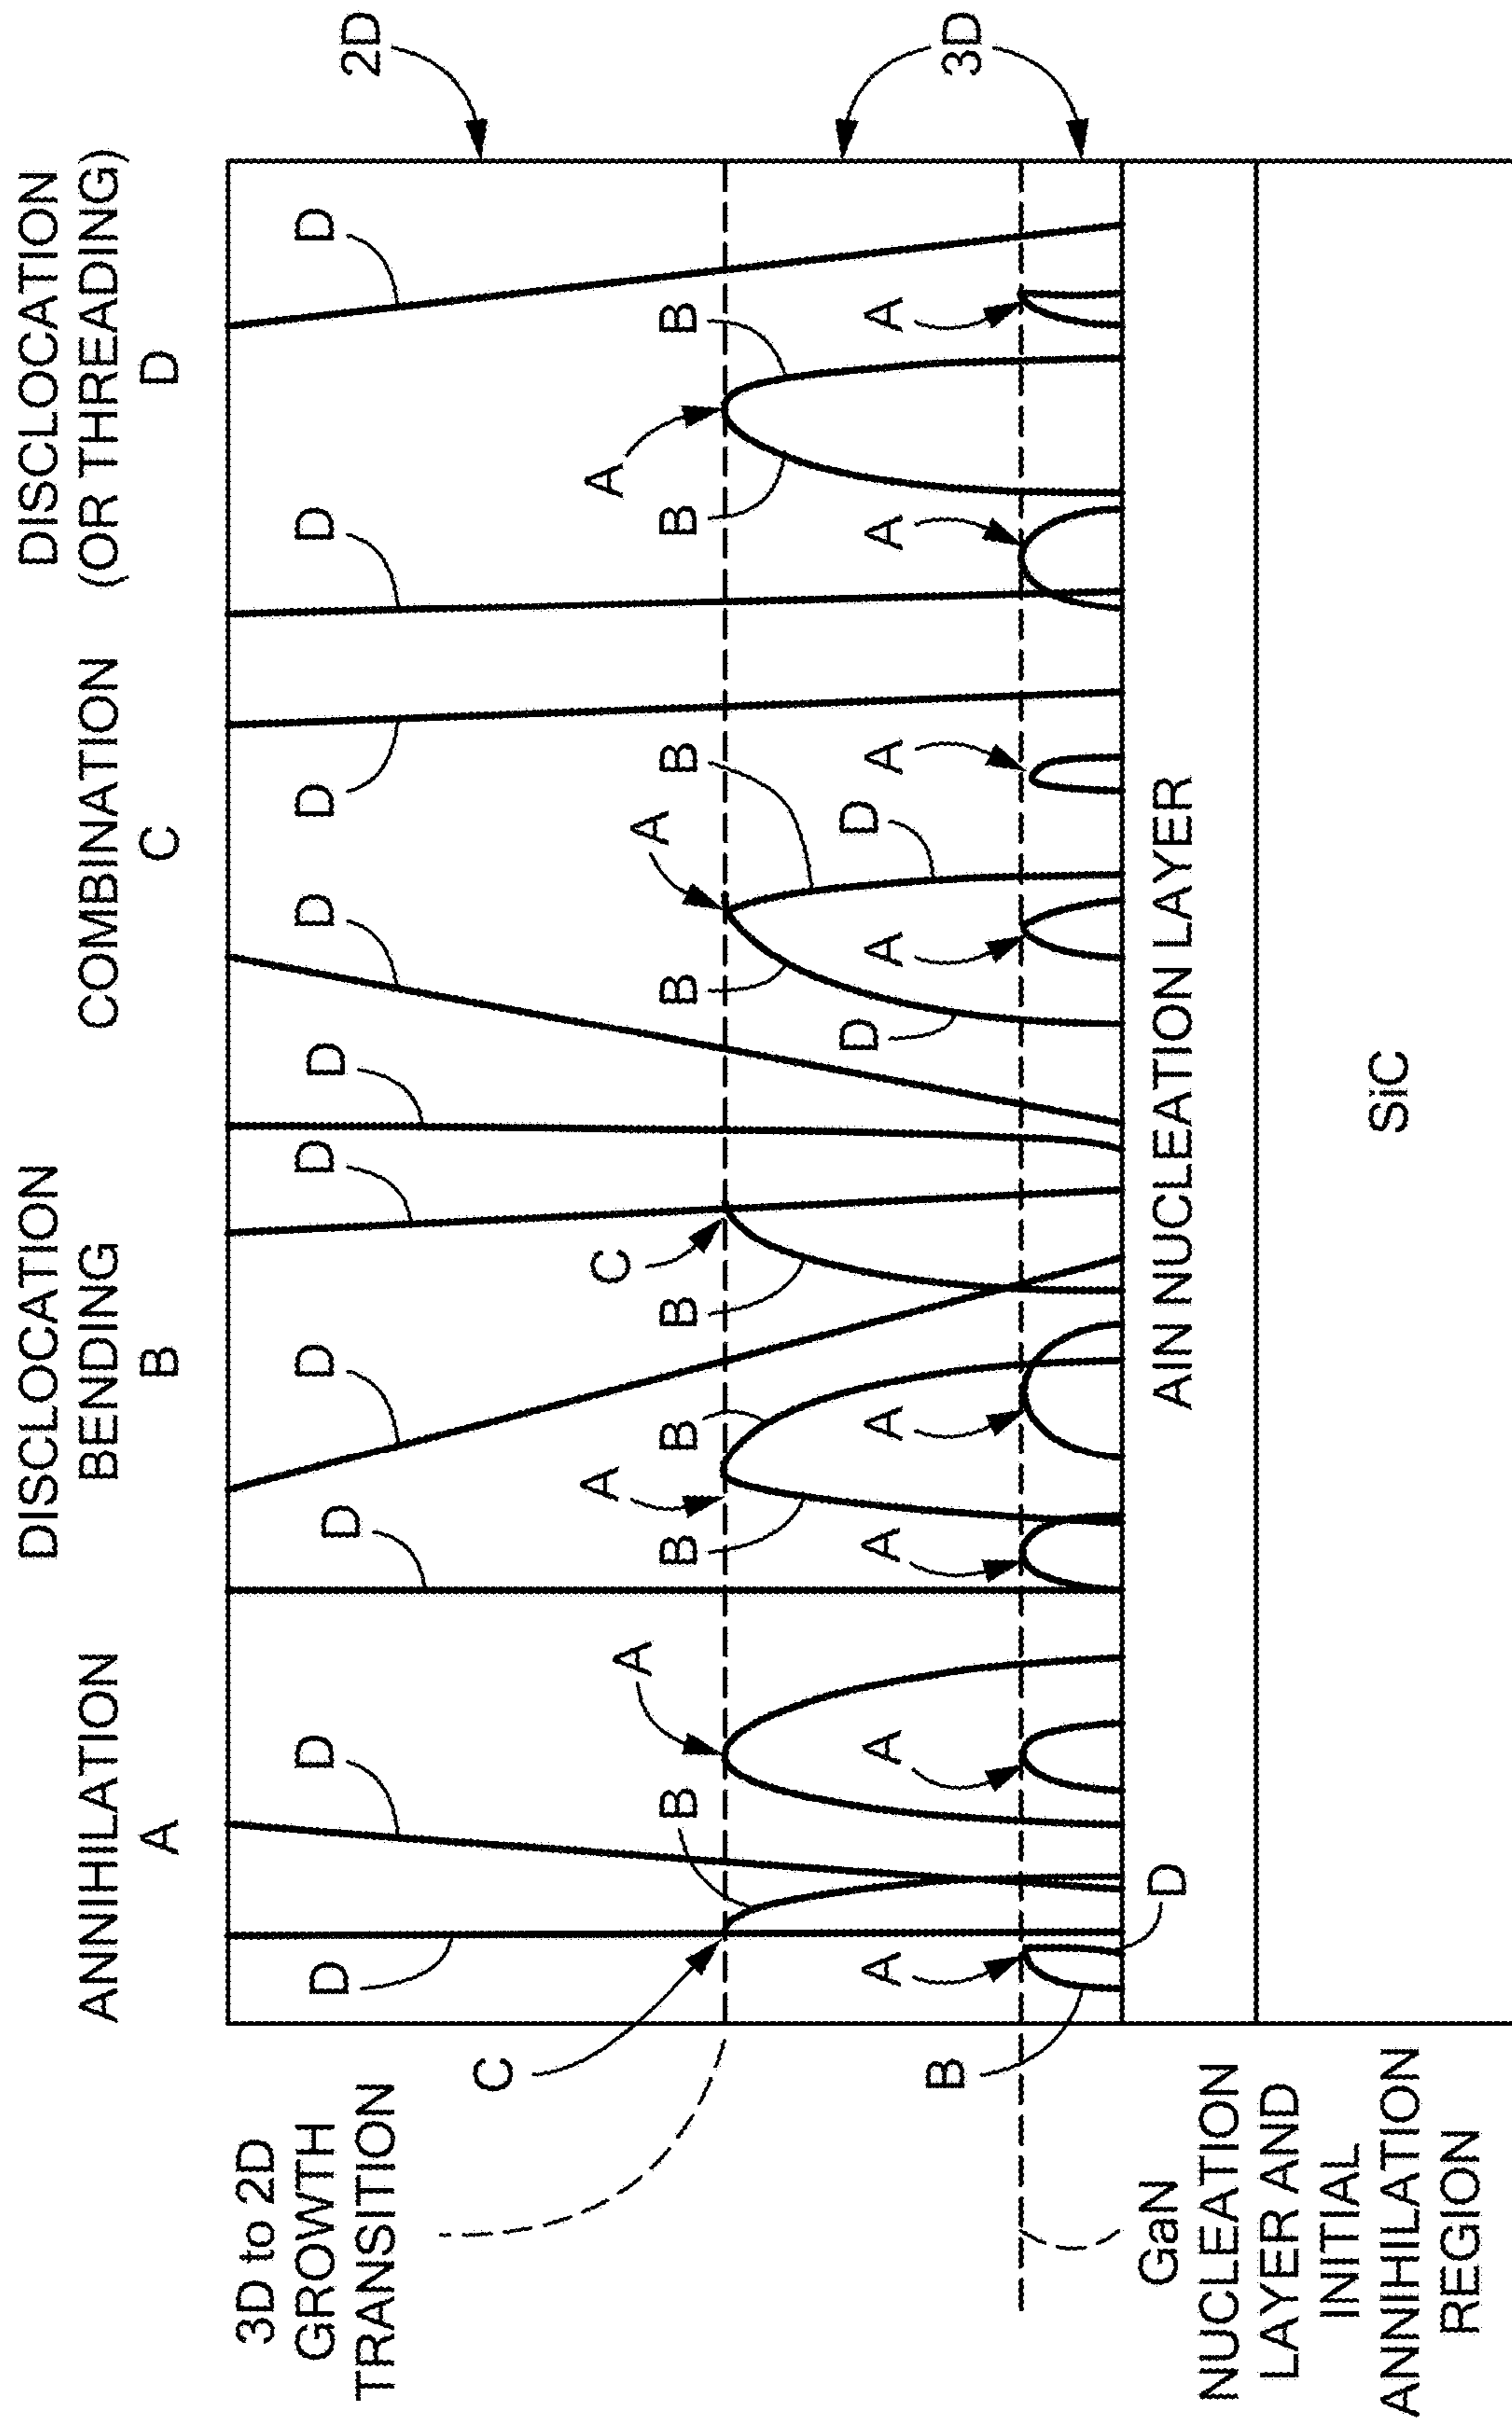 ANNIHILATION
A
DISCLOCATION
BENDING
B
COMBINATION
C
DISCLOCATION
(OR THREADING)
D
3D to 2D
GROWTH
TRANSITION
2D
D
D
D
D
D
D
D
D
D
D
C
A
A
C
A
A
B
B
B
B
B
B
B
B
D
D
A
A
A
A
A
A
A
A
3D
B
D
GaN
NUCLEATION
LAYER AND
INITIAL
ANNIHILATION
REGION
AlN NUCLEATION LAYER
SiC